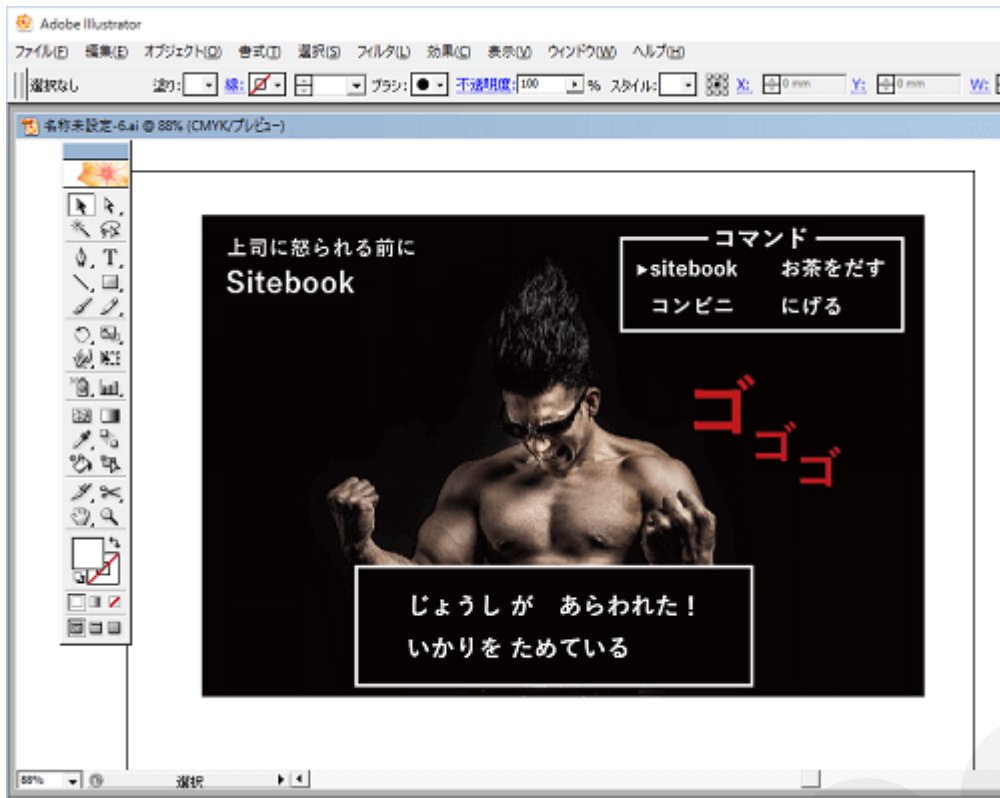 Adobe Illustrator
ファイル(F) 編集(E) オブジェクト(O) 書式(T) 選択(S) フィルタ(L) 効果(C) 表示(V) ウィンドウ(W) ヘルプ(H)
選択なし 塗り: 線: ブラシ: 不透明度: 100 % スタイル: X: 0 mm Y: 0 mm W:
名称未設定-6.ai @ 88% (CMYK/プレビュー)
上司に怒られる前に
Sitebook
コマンド
▶sitebook お茶をだす
コンビニ にげる
ゴ
ゴ
ゴ
じょうし が あらわれた!
いかりを ためている
88% 選択